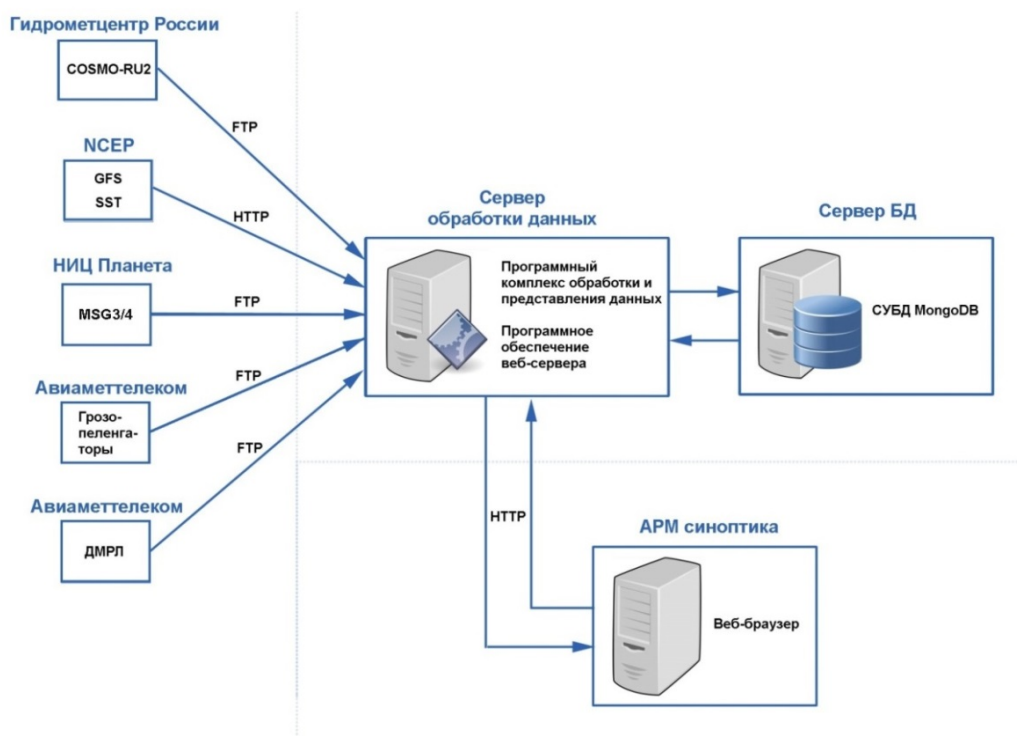 Гидрометцентр России
COSMO-RU2
FTP
NCEP
GFS
SST
HTTP
НИЦ Планета
MSG3/4
FTP
Авиаметтелеком
Грозо-
пеленга-
торы
FTP
Авиаметтелеком
ДМРЛ
FTP
Сервер
обработки данных
Программный
комплекс обработки и
представления данных
Программное
обеспечение
веб-сервера
Сервер БД
СУБД MongoDB
HTTP
АРМ синоптика
Веб-браузер